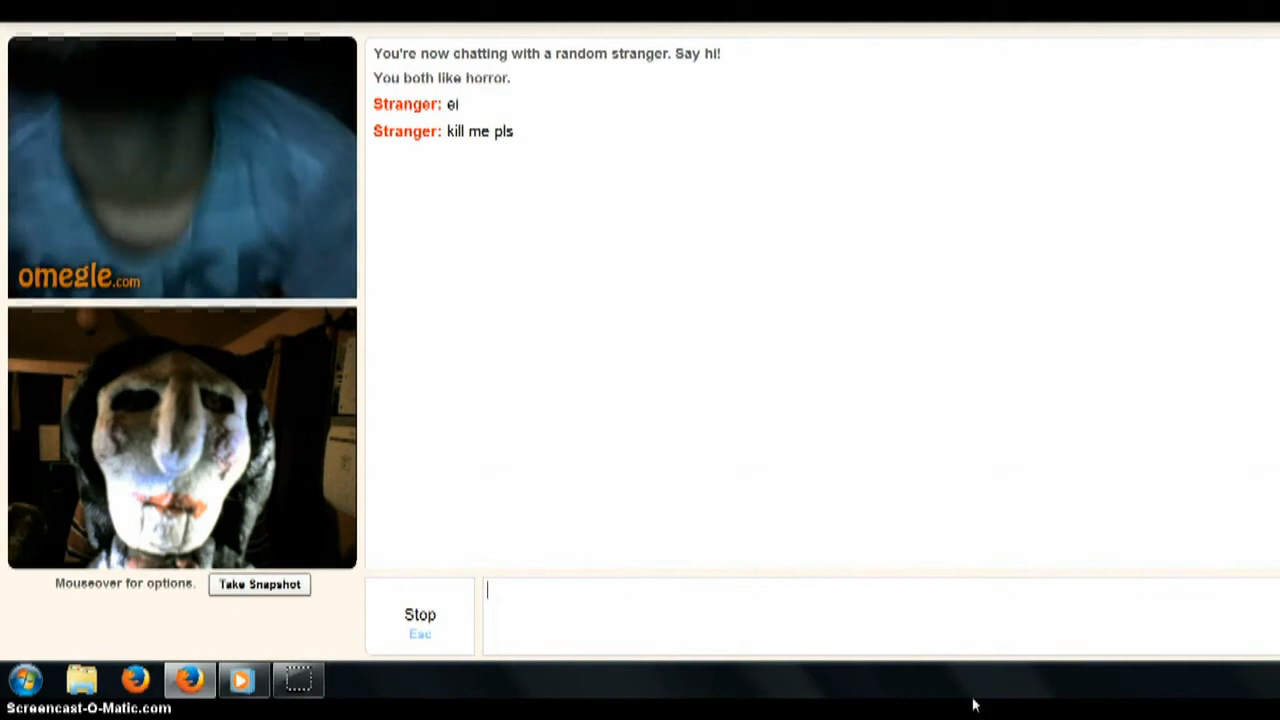 You're now chatting with a random stranger. Say hi!
You both like horror.
Stranger: ei
Stranger: kill me pls
omegle.com
Mouseover for options. Take Snapshot
Stop
Esc
Screencast-O-Matic.com